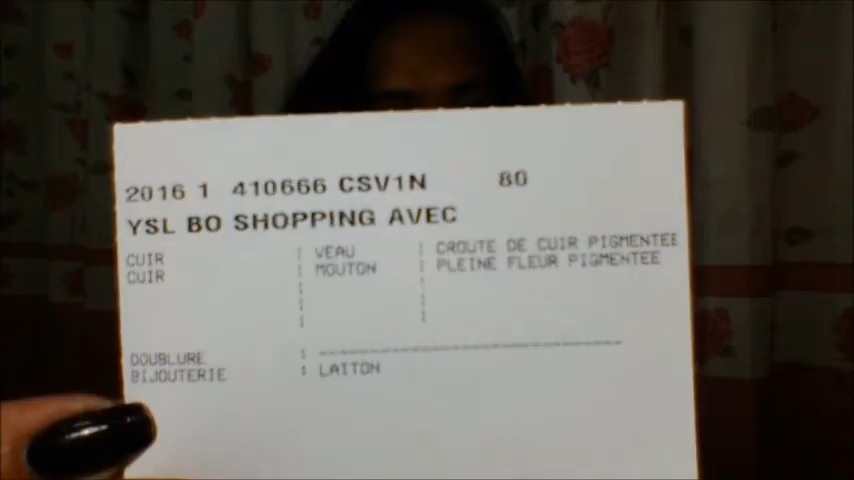 2016 1 410666 CSV1N 80
YSL BO SHOPPING AVEC
CUIR | VEAU | CROUTE DE CUIR PIGMENTEE
CUIR | MOUTON | PLEINE FLEUR PIGMENTEE
DOUBLURE : --------------------------------
BIJOUTERIE : LAITON